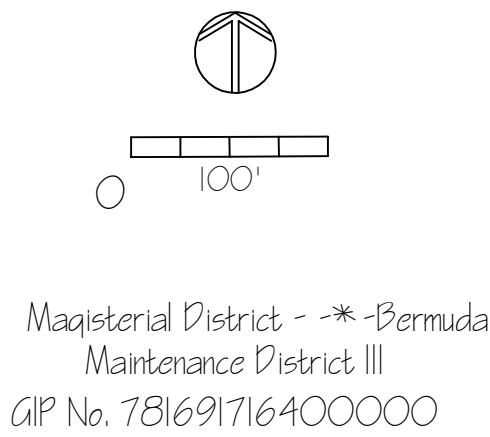 0
100'
Magisterial District - -*-Bermuda
Maintenance District III
GIP No. 781691716400000